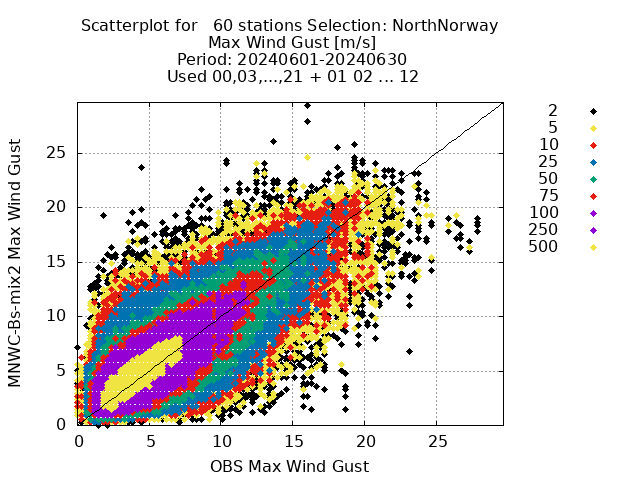 Scatterplot for   60 stations Selection: NorthNorway
Max Wind Gust [m/s]
Period: 20240601-20240630
Used 00,03,...,21 + 01 02 ... 12
2
5
10
25
50
75
100
250
500
MNWC-Bs-mix2 Max Wind Gust
25
20
15
10
5
0
0 5 10 15 20 25
OBS Max Wind Gust